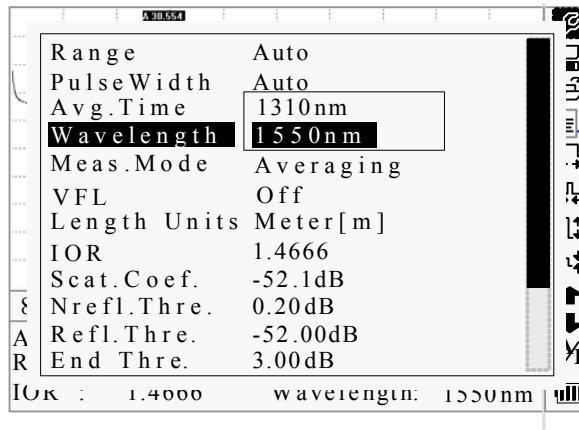 A 30.554
Range Auto
PulseWidth Auto
Avg.Time 1310nm
Wavelength 1550nm
Meas.Mode Averaging
VFL Off
Length Units Meter[m]
IOR 1.4666
Scat.Coef. -52.1dB
Nrefl.Thre. 0.20dB
Refl.Thre. -52.00dB
End Thre. 3.00dB
A
R
IOR : 1.4666 Wavelength: 1550nm